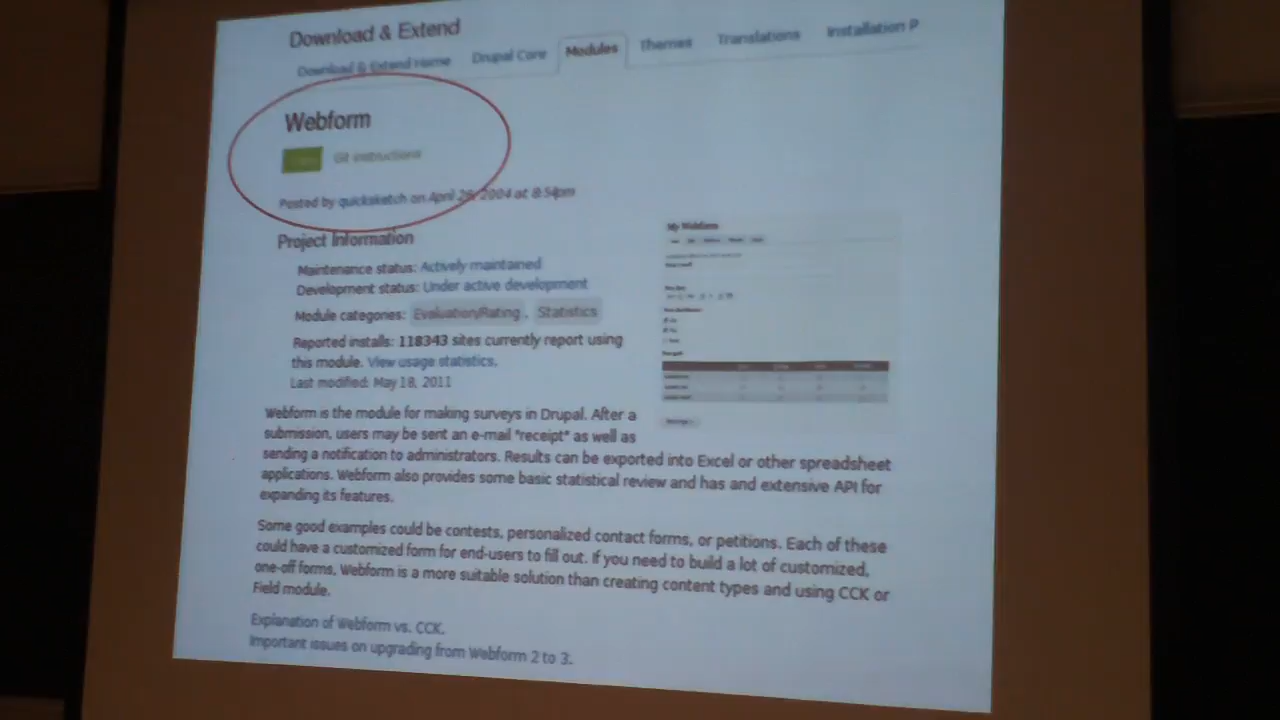 Download & Extend
Download & Extend Home Drupal Core Modules Themes Translations Installation P
Webform
Git instructions
Posted by quicksketch on April 28, 2004 at 8:54pm
Project Information
Maintenance status: Actively maintained
Development status: Under active development
Module categories: Evaluation/Rating, Statistics
Reported installs: 118343 sites currently report using
this module. View usage statistics.
Last modified: May 18, 2011
My Webform
Webform is the module for making surveys in Drupal. After a
submission, users may be sent an e-mail "receipt" as well as
sending a notification to administrators. Results can be exported into Excel or other spreadsheet
applications. Webform also provides some basic statistical review and has and extensive API for
expanding its features.
Some good examples could be contests, personalized contact forms, or petitions. Each of these
could have a customized form for end-users to fill out. If you need to build a lot of customized,
one-off forms, Webform is a more suitable solution than creating content types and using CCK or
Field module.
Explanation of Webform vs. CCK.
Important issues on upgrading from Webform 2 to 3.